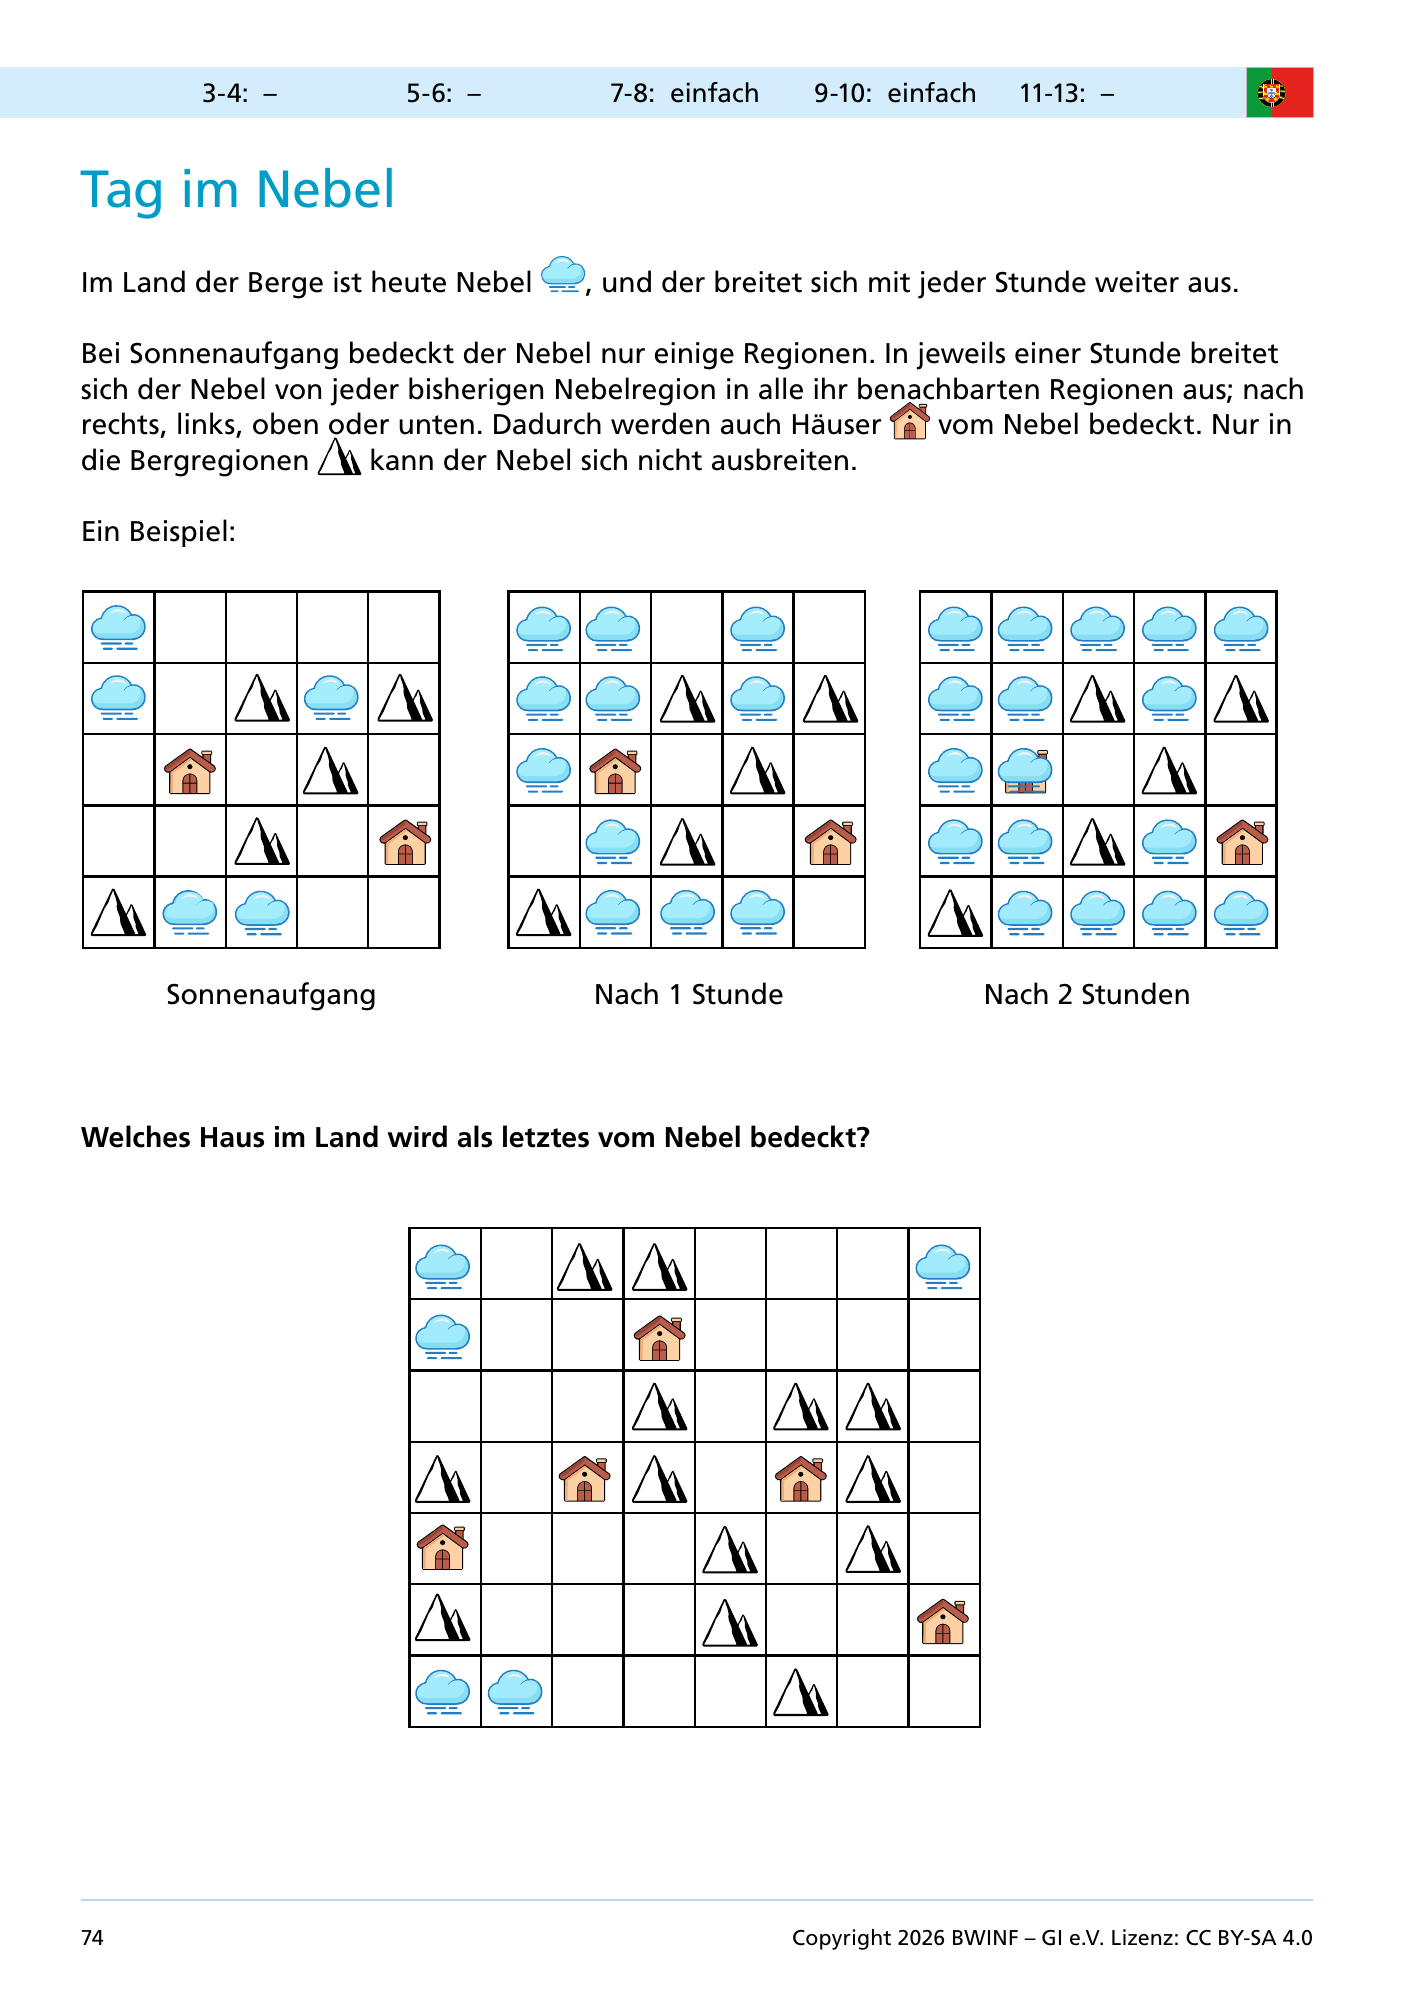 3-4: – 5-6: – 7-8: einfach 9-10: einfach 11-13: –
Tag im Nebel
Im Land der Berge ist heute Nebel , und der breitet sich mit jeder Stunde weiter aus.
Bei Sonnenaufgang bedeckt der Nebel nur einige Regionen. In jeweils einer Stunde breitet
sich der Nebel von jeder bisherigen Nebelregion in alle ihr benachbarten Regionen aus; nach
rechts, links, oben oder unten. Dadurch werden auch Häuser vom Nebel bedeckt. Nur in
die Bergregionen kann der Nebel sich nicht ausbreiten.
Ein Beispiel:
Sonnenaufgang Nach 1 Stunde Nach 2 Stunden
Welches Haus im Land wird als letztes vom Nebel bedeckt?
74 Copyright 2026 BWINF – GI e.V. Lizenz: CC BY-SA 4.0